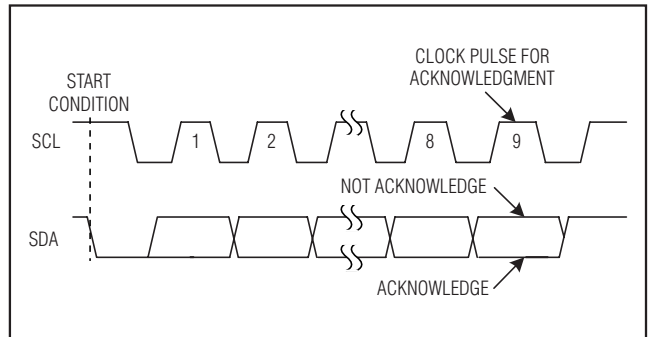 CLOCK PULSE FOR
ACKNOWLEDGMENT
START
CONDITION
SCL
1
2
8
9
NOT ACKNOWLEDGE
SDA
ACKNOWLEDGE